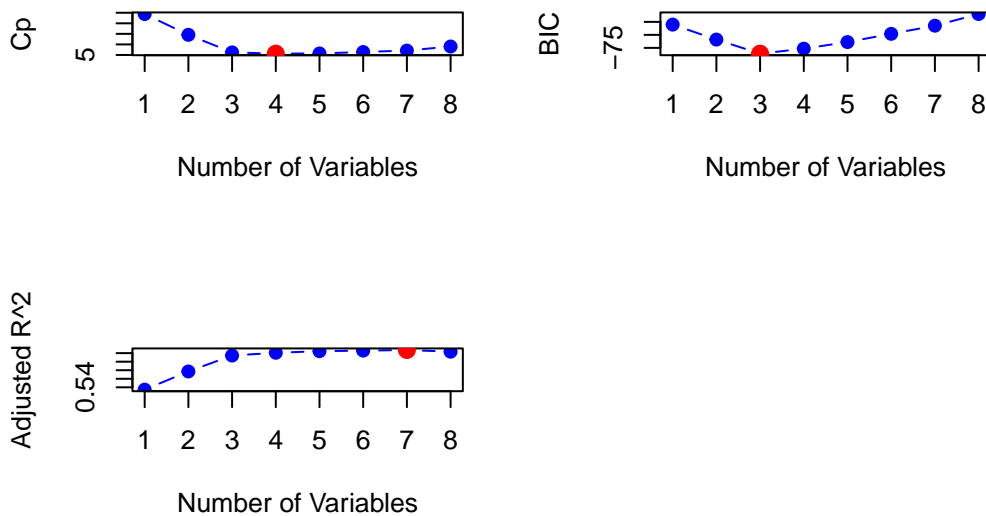 Cp
5
1 2 3 4 5 6 7 8
Number of Variables
BIC
−75
1 2 3 4 5 6 7 8
Number of Variables
Adjusted R^2
0.54
1 2 3 4 5 6 7 8
Number of Variables